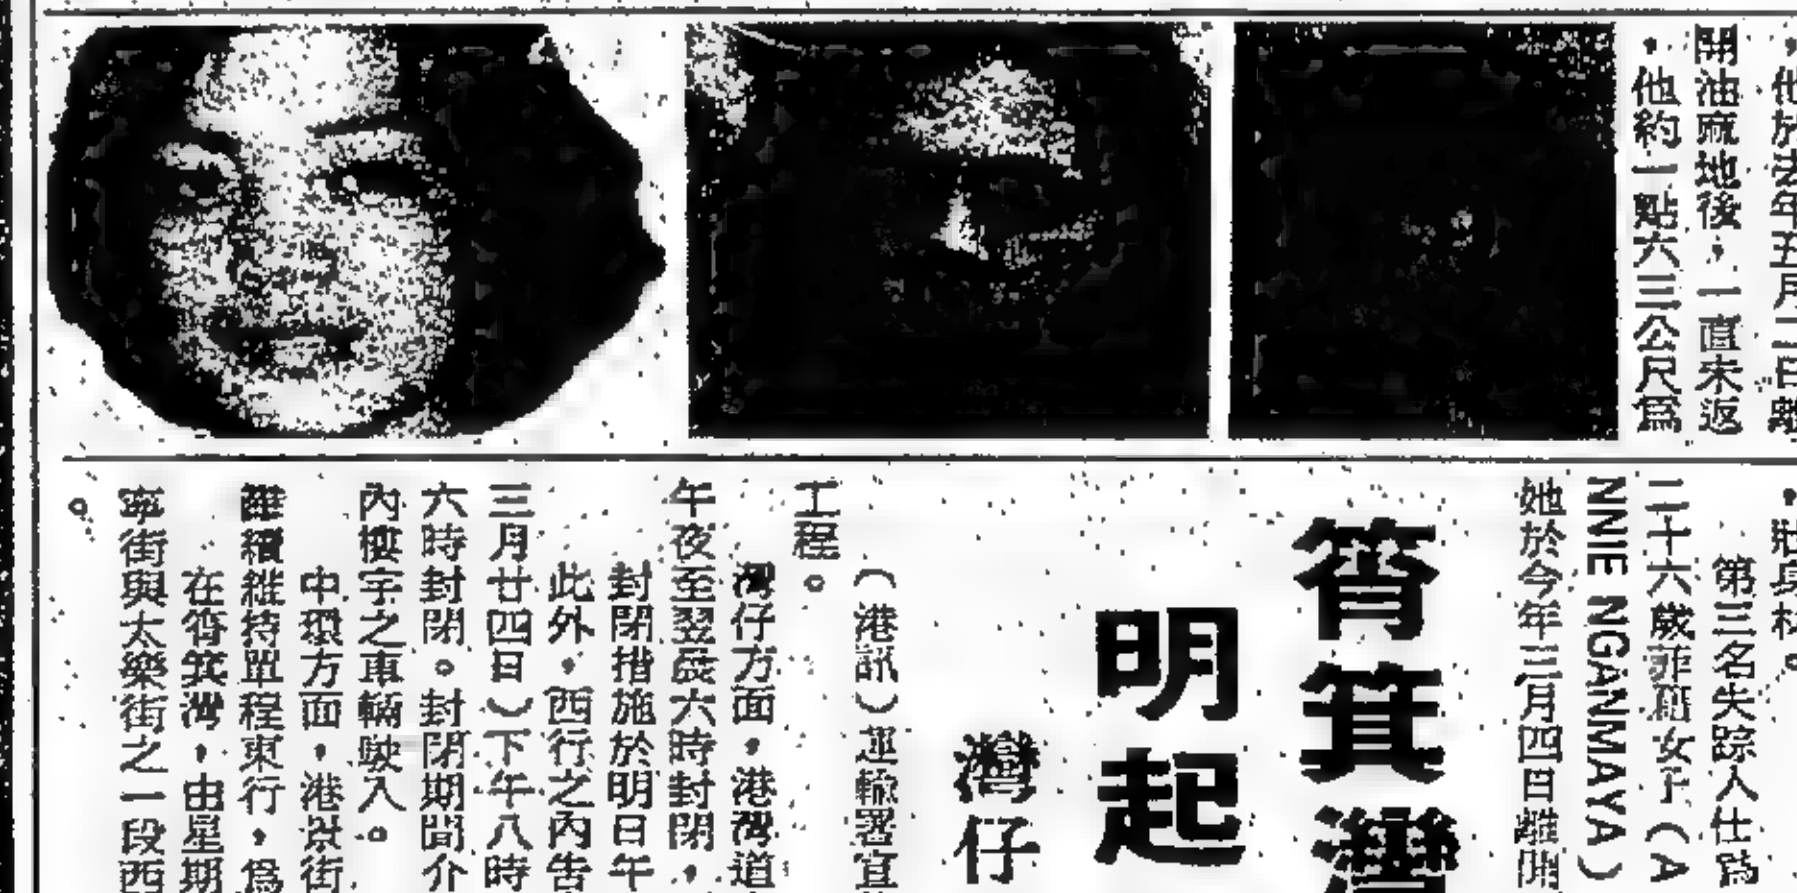 ，他於去年五月二日離
開油麻地後，一直未返
，他約一點六三公尺爲
，壯身材。
第三名失踪人仕爲
二十六歲菲籍女子（A
NNIE NGANMAYA）
她於今年三月四日離開
筲箕灣
明起
灣仔
（港訊）運輸署宣
工程。
灣仔方面，港灣道
午夜至翌晨六時封閉，
封閉措施於明日午
此外，西行之內告
三月廿四日）下午八時
六時封閉。封閉期間介
內樓宇之車輛駛入。
中環方面，港景街
繼續維持單程東行，爲
在筲箕灣，由星期
寧街與太樂街之一段西
。